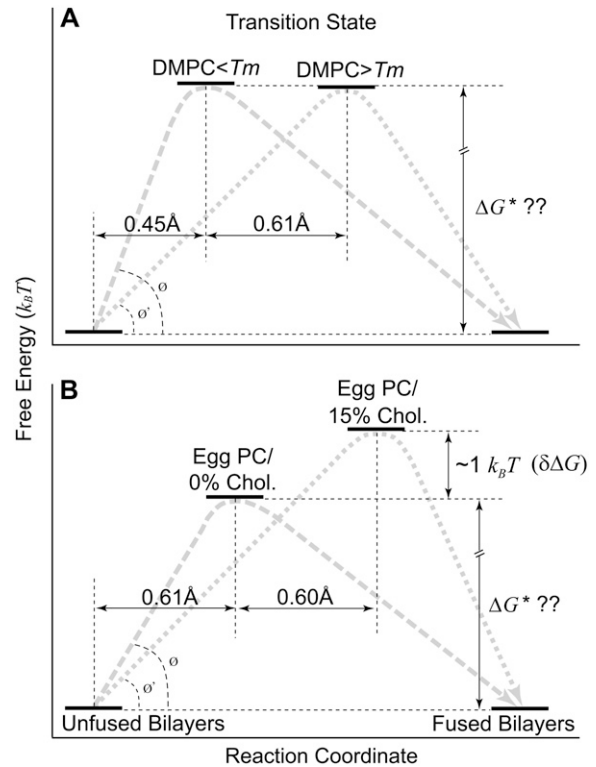 A
Transition State
DMPC<Tm
DMPC>Tm
0.45Å
0.61Å
ΔG* ??
ø
ø'
Free Energy (kBT)
B
Egg PC/
15% Chol.
Egg PC/
0% Chol.
~1 kBT (δΔG)
0.61Å
0.60Å
ΔG* ??
ø
ø'
Unfused Bilayers
Fused Bilayers
Reaction Coordinate